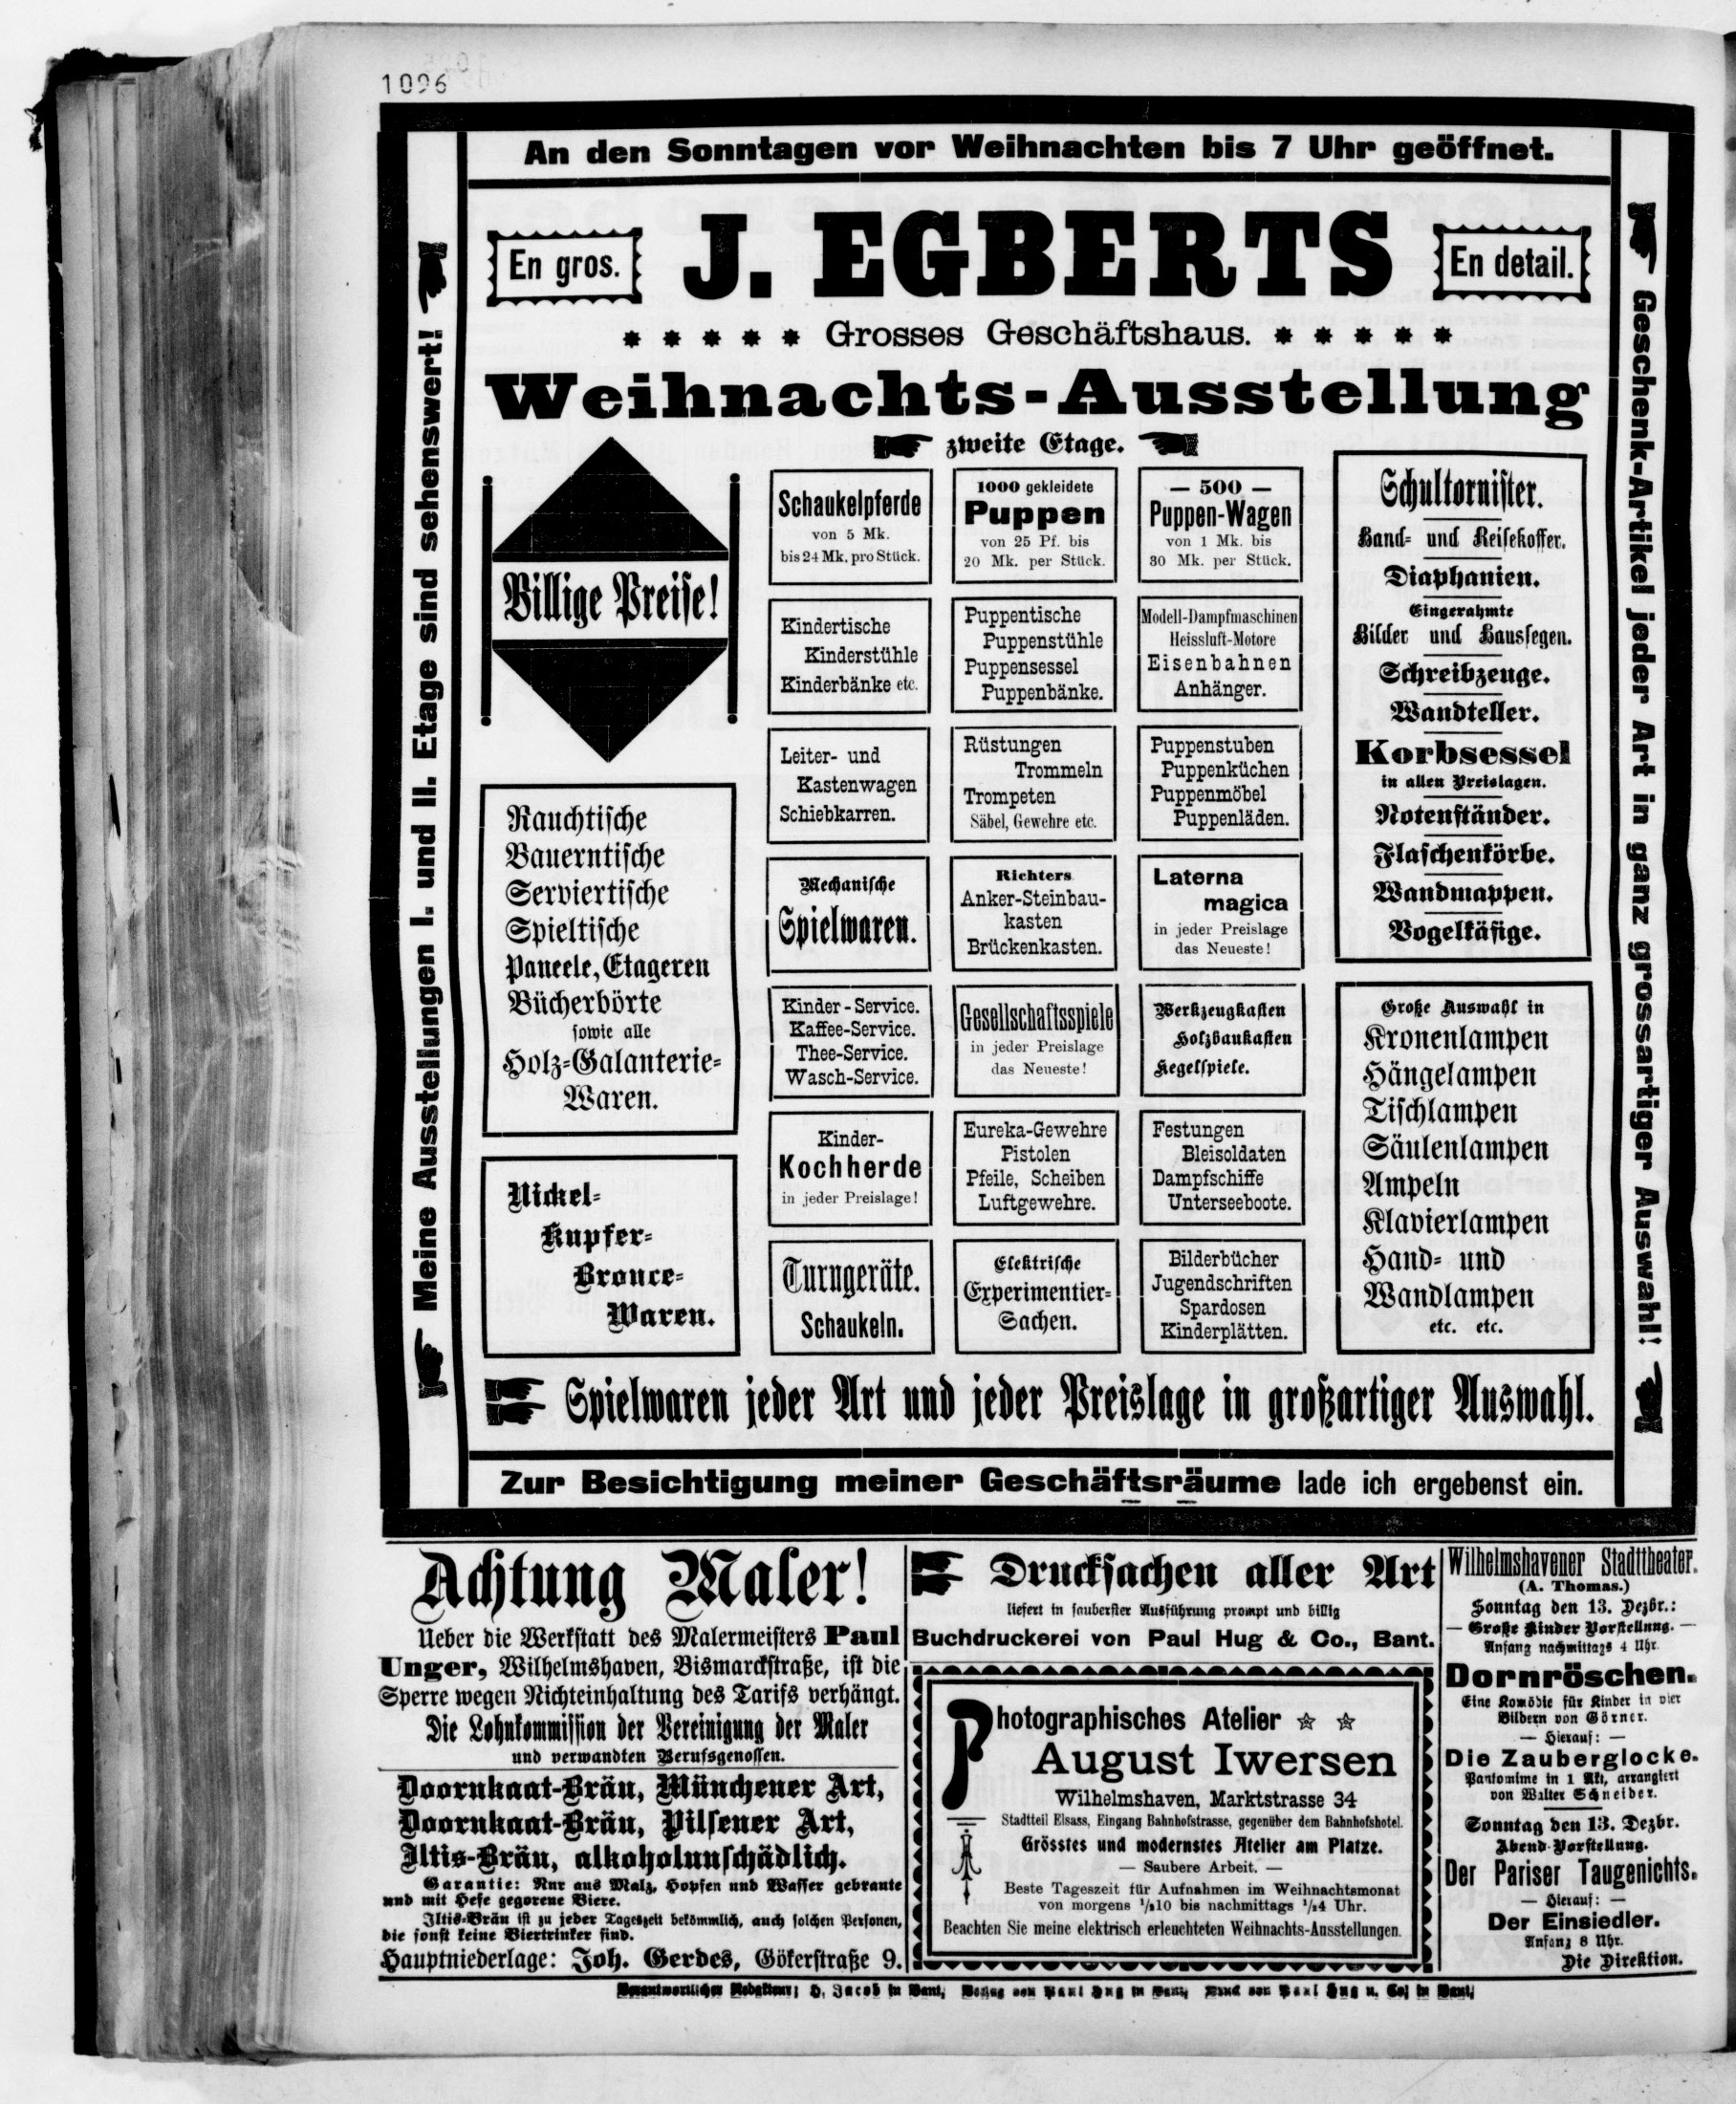 1096
An den Sonntagen vor Weihnachten bis 7 Uhr geöffnet.
En gros.
J. EGBERTS
En detail.
Grosses Geschäftshaus.
Weihnachts-Ausstellung
zweite Etage.
Meine Ausstellungen I. und II. Etage sind sehenswert!
Billige Preise!
Rauchtische
Bauerntische
Serviertische
Spieltische
Paneele, Etageren
Bücherbörte
sowie alle
Holz-Galanterie-
Waren.
Nickel-
Kupfer-
Bronce-
Waren.
Schaukelpferde
von 5 Mk.
bis 24 Mk. pro Stück.
1000 gekleidete
Puppen
von 25 Pf. bis
20 Mk. per Stück.
— 500 —
Puppen-Wagen
von 1 Mk. bis
30 Mk. per Stück.
Kindertische
Kinderstühle
Kinderbänke etc.
Puppentische
Puppenstühle
Puppensessel
Puppenbänke.
Modell-Dampfmaschinen
Heissluft-Motore
Eisenbahnen
Anhänger.
Leiter- und
Kastenwagen
Schiebkarren.
Rüstungen
Trommeln
Trompeten
Säbel, Gewehre etc.
Puppenstuben
Puppenküchen
Puppenmöbel
Puppenläden.
Mechanische
Spielwaren.
Richters
Anker-Steinbau-
kasten
Brückenkasten.
Laterna
magica
in jeder Preislage
das Neueste!
Kinder-Service.
Kaffee-Service.
Thee-Service.
Wasch-Service.
Gesellschaftsspiele
in jeder Preislage
das Neueste!
Werkzeugkasten
Holzbaukasten
Kegelspiele.
Kinder-
Kochherde
in jeder Preislage!
Eureka-Gewehre
Pistolen
Pfeile, Scheiben
Luftgewehre.
Festungen
Bleisoldaten
Dampfschiffe
Unterseeboote.
Turngeräte.
Schaukeln.
Elektrische
Experimentier-
Sachen.
Bilderbücher
Jugendschriften
Spardosen
Kinderplätten.
Schultornister.
Hand- und Reisekoffer.
Diaphanien.
Eingerahmte
Bilder und Haussegen.
Schreibzeuge.
Wandteller.
Korbsessel
in allen Preislagen.
Notenständer.
Flaschenkörbe.
Wandmappen.
Vogelkäfige.
Große Auswahl in
Kronenlampen
Hängelampen
Tischlampen
Säulenlampen
Ampeln
Klavierlampen
Hand- und
Wandlampen
etc. etc.
Geschenk-Artikel jeder Art in ganz grossartiger Auswahl!
Spielwaren jeder Art und jeder Preislage in großartiger Auswahl.
Zur Besichtigung meiner Geschäftsräume lade ich ergebenst ein.
Achtung Maler!
Ueber die Werkstatt des Malermeisters Paul
Unger, Wilhelmshaven, Bismarckstraße, ist die
Sperre wegen Nichteinhaltung des Tarifs verhängt.
Die Lohnkommission der Vereinigung der Maler
und verwandten Berufsgenossen.
Doornkaat-Bräu, Münchener Art,
Doornkaat-Bräu, Pilsener Art,
Iltis-Bräu, alkoholunschädlich.
Garantie: Nur aus Malz, Hopfen und Wasser gebraute
und mit Hefe gegorene Biere.
Iltis-Bräu ist zu jeder Tageszeit bekömmlich, auch solchen Personen,
die sonst keine Biertrinker sind.
Hauptniederlage: Joh. Gerdes, Gökerstraße 9.
Drucksachen aller Art
liefert in sauberster Ausführung prompt und billig
Buchdruckerei von Paul Hug & Co., Bant.
Photographisches Atelier
August Iwersen
Wilhelmshaven, Marktstrasse 34
Stadtteil Elsass, Eingang Bahnhofstrasse, gegenüber dem Bahnhofshotel.
Grösstes und modernstes Atelier am Platze.
— Saubere Arbeit. —
Beste Tageszeit für Aufnahmen im Weihnachtsmonat
von morgens 1/210 bis nachmittags 1/24 Uhr.
Beachten Sie meine elektrisch erleuchteten Weihnachts-Ausstellungen.
Wilhelmshavener Stadttheater.
(A. Thomas.)
Sonntag den 13. Dezbr.:
— Große Kinder Vorstellung. —
Anfang nachmittags 4 Uhr.
Dornröschen.
Eine Komödie für Kinder in vier
Bildern von Görner.
— Hierauf: —
Die Zauberglocke.
Pantomime in 1 Akt, arrangiert
von Walter Schneider.
Sonntag den 13. Dezbr.
Abend-Vorstellung.
Der Pariser Taugenichts.
— Hierauf: —
Der Einsiedler.
Anfang 8 Uhr.
Die Direktion.
Verantwortlicher Redakteur: H. Jacob in Bant, Verlag von Paul Hug in Bant, Druck von Paul Hug u. Co; in Bant;